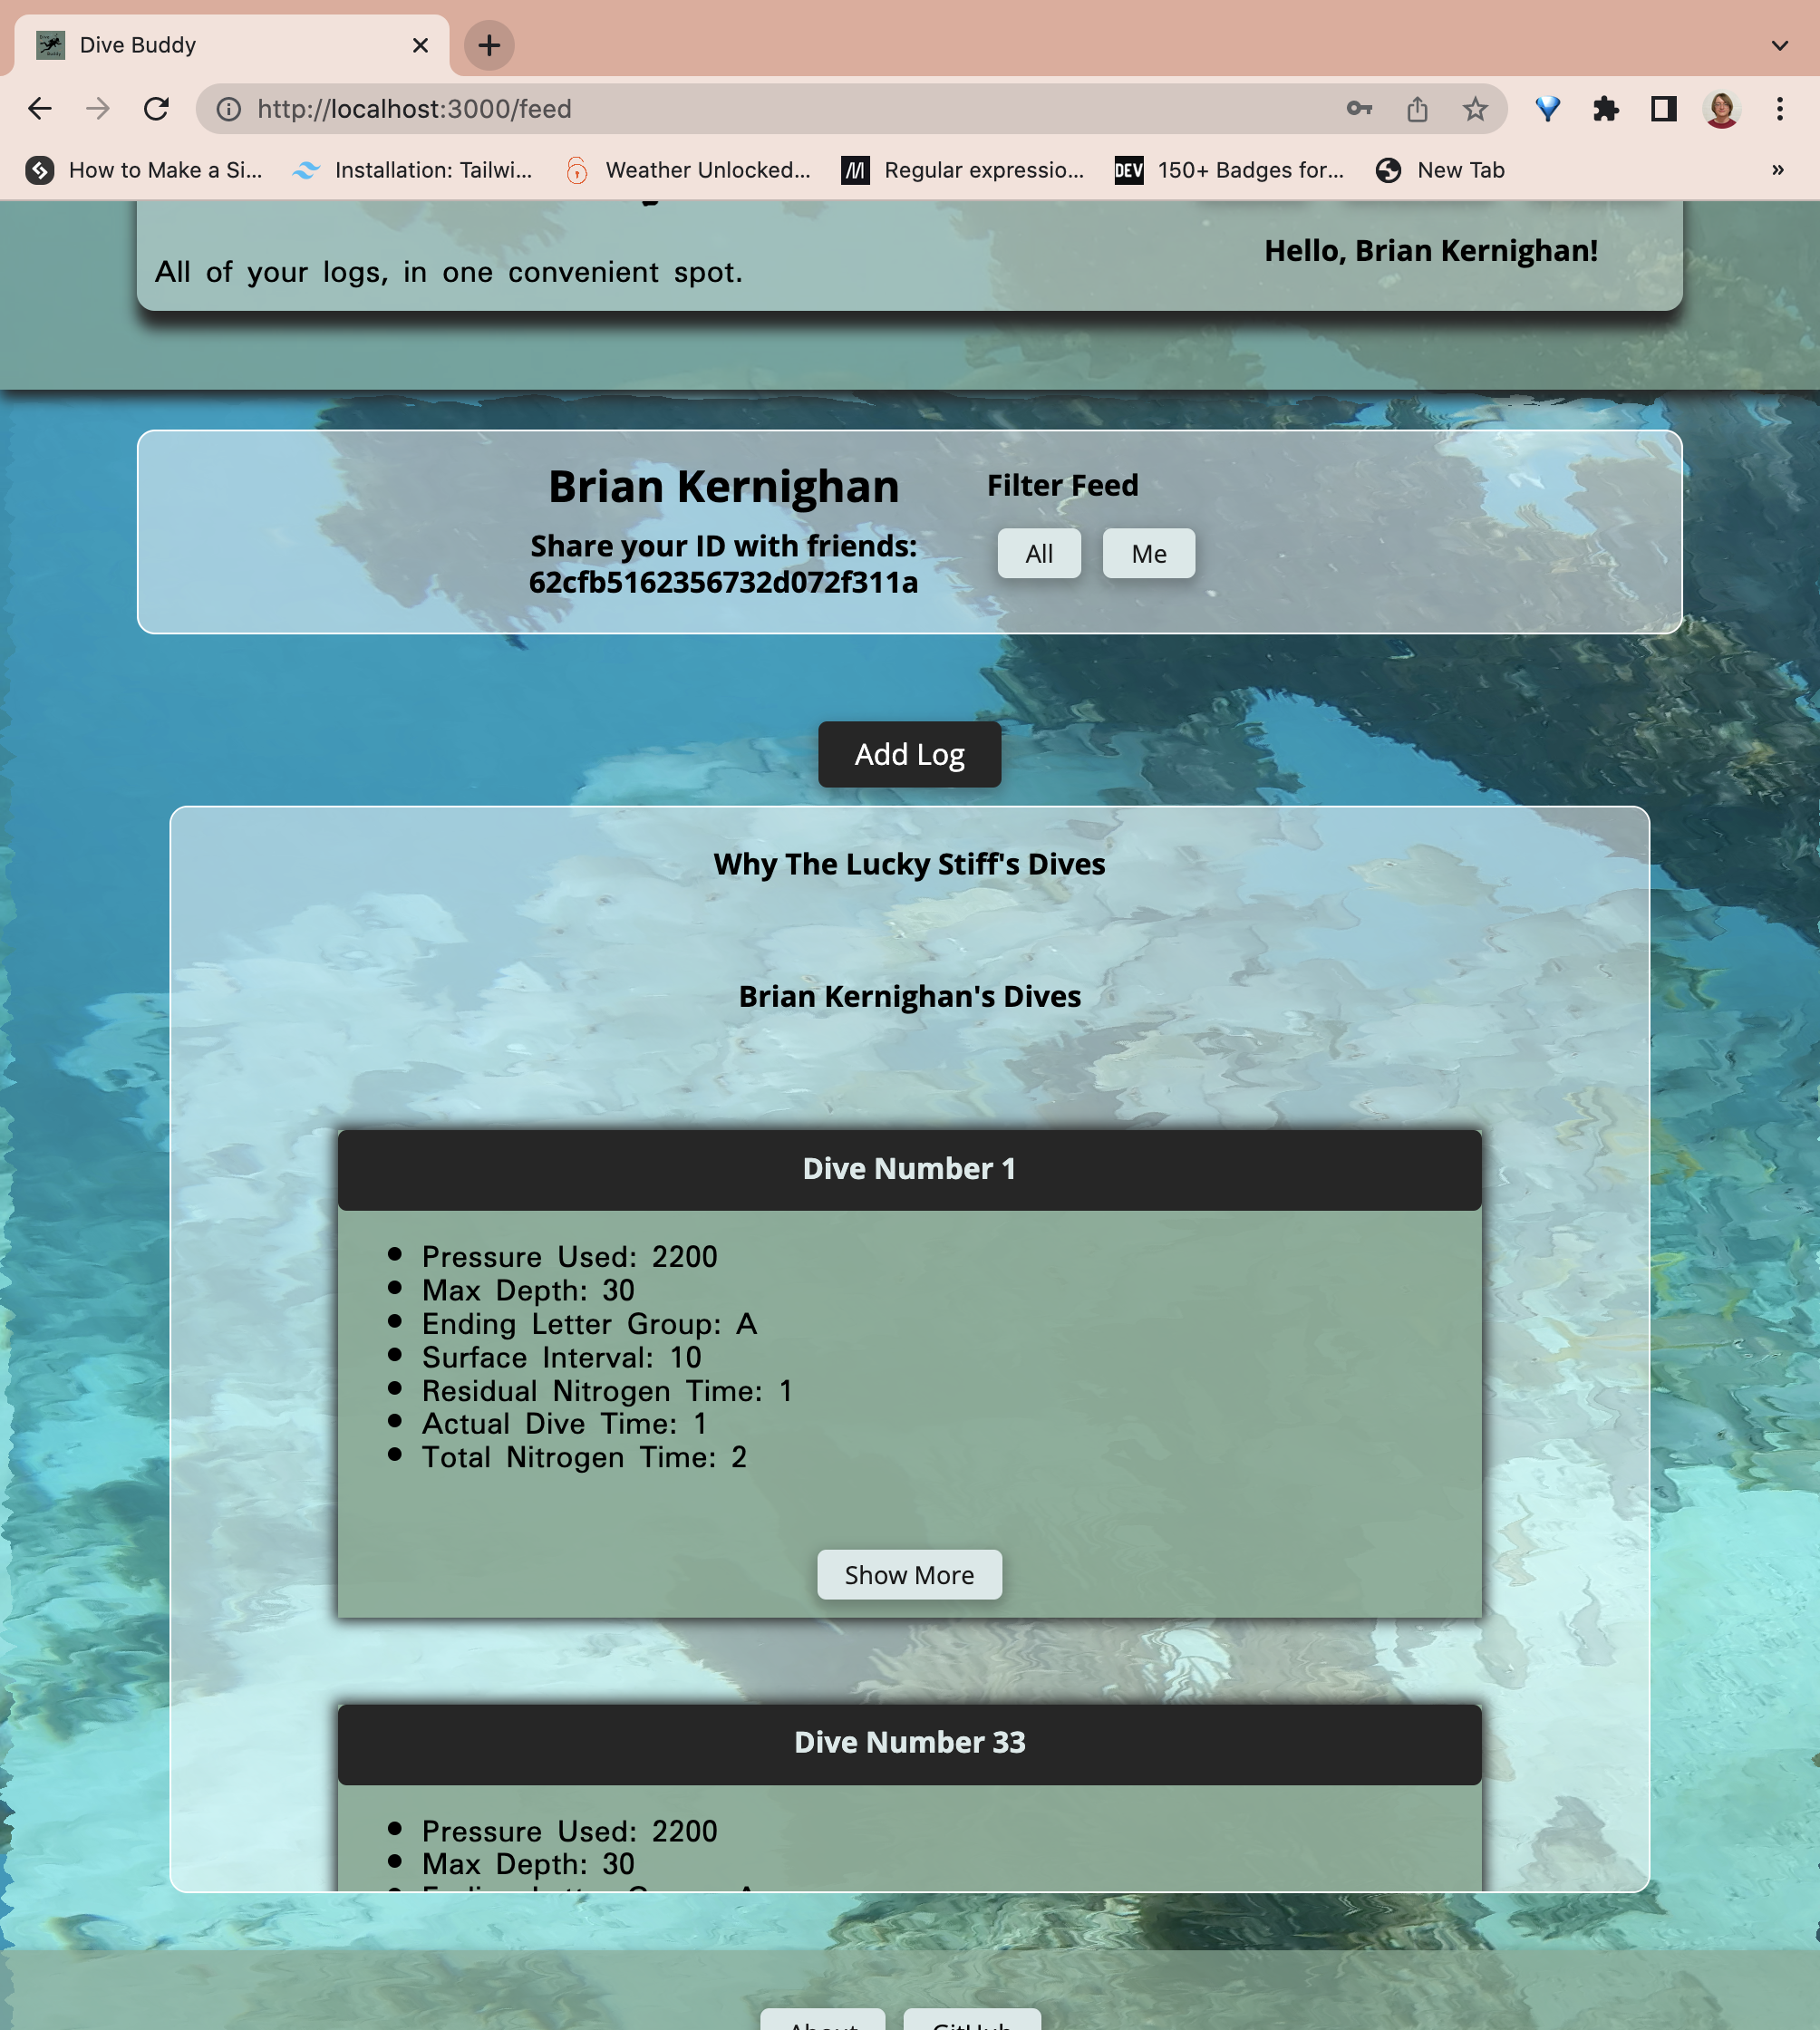 Dive Buddy
http://localhost:3000/feed
How to Make a Si...
Installation: Tailwi...
Weather Unlocked...
Regular expressio...
DEV
150+ Badges for...
New Tab
»
Hello, Brian Kernighan!
All of your logs, in one convenient spot.
Brian Kernighan
Filter Feed
Share your ID with friends:
62cfb5162356732d072f311a
All
Me
Add Log
Why The Lucky Stiff's Dives
Brian Kernighan's Dives
Dive Number 1
Pressure Used: 2200
Max Depth: 30
Ending Letter Group: A
Surface Interval: 10
Residual Nitrogen Time: 1
Actual Dive Time: 1
Total Nitrogen Time: 2
Show More
Dive Number 33
Pressure Used: 2200
Max Depth: 30
About
GitHub